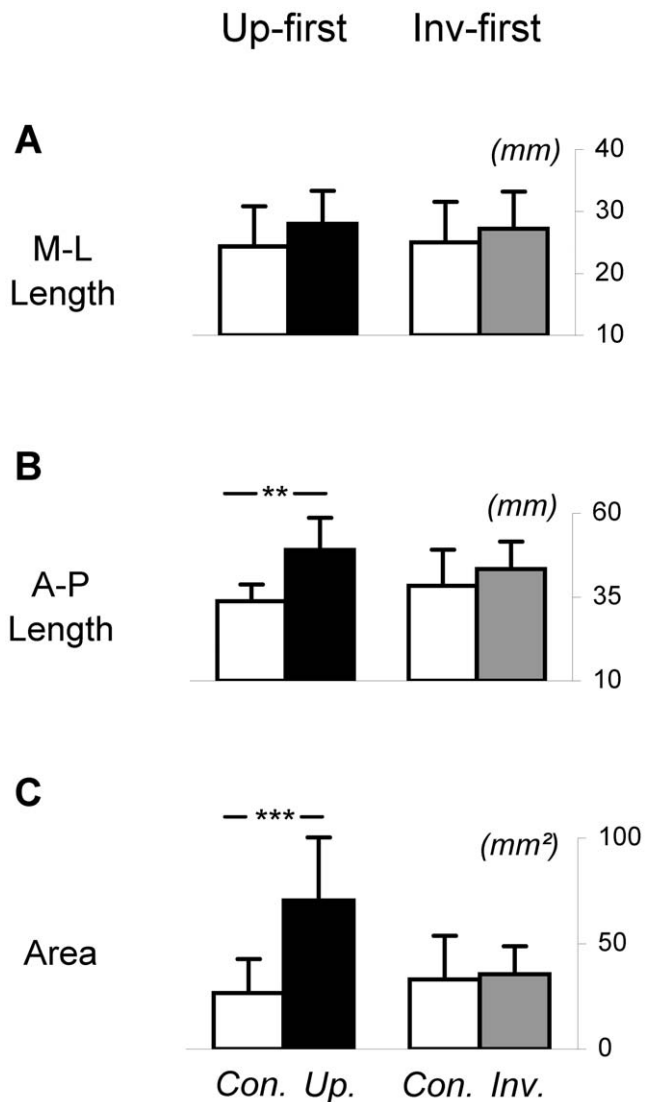 Up-first Inv-first
A
(mm)
40
30
20
10
M-L
Length
B
**
(mm)
60
35
10
A-P
Length
C
***
(mm²)
100
50
0
Area
Con. Up. Con. Inv.